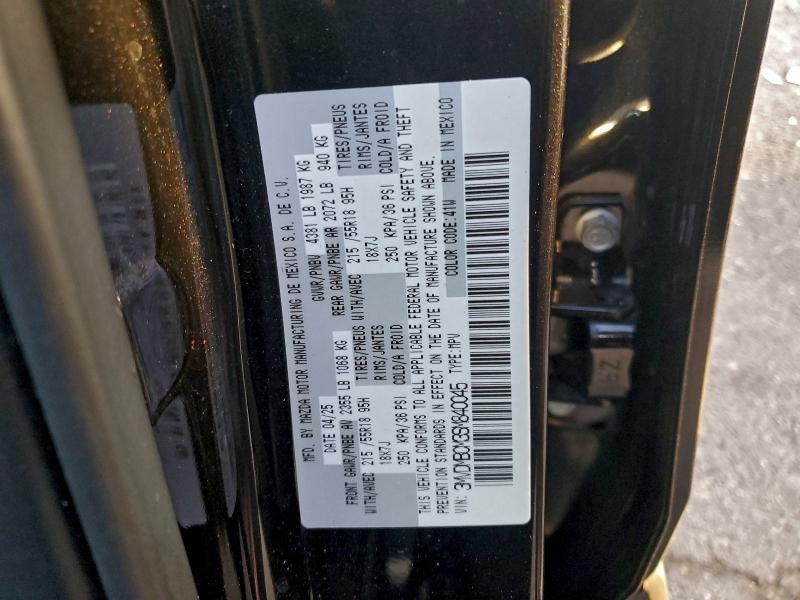 MFD. BY MAZDA MOTOR MANUFACTURING DE MEXICO S.A. DE C.V.
DATE 04/25 GVWR/PNBV 4381 LB 1987 KG
FRONT GAWR/PNBE AV 2355 LB 1068 KG REAR GAWR/PNBE AR 2072 LB 940 KG
WITH/AVEC 215 /55R18 95H TIRES/PNEUS WITH/AVEC 215 /55R18 95H TIRES/PNEUS
18X7J RIMS/JANTES 18X7J RIMS/JANTES
250 KPA/36 PSI COLD/A FROID 250 KPA/36 PSI COLD/A FROID
THIS VEHICLE CONFORMS TO ALL APPLICABLE FEDERAL MOTOR VEHICLE SAFETY AND THEFT
PREVENTION STANDARDS IN EFFECT ON THE DATE OF MANUFACTURE SHOWN ABOVE.
VIN: 3MVDMBCM3SM840045 TYPE:MPV COLOR CODE:41W MADE IN MEXICO